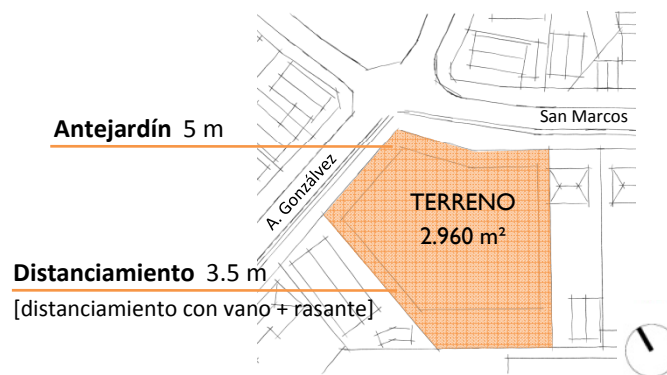 San Marcos
Antejardín 5 m
A. Gonzálvez
TERRENO
2.960 m²
Distanciamiento 3.5 m
[distanciamiento con vano + rasante]